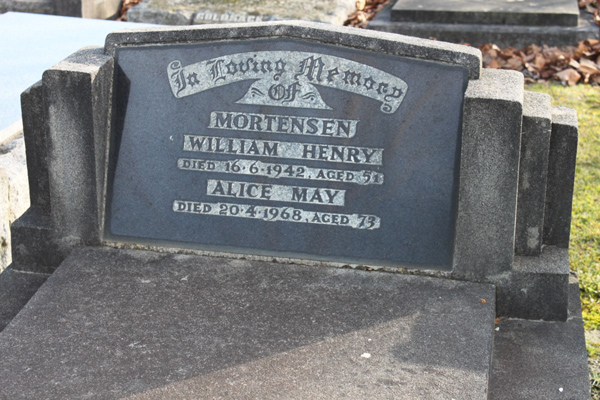 In Loving Memory
OF
MORTENSEN
WILLIAM HENRY
DIED 16·6·1942, AGED 51
ALICE MAY
DIED 20·4·1968, AGED 73